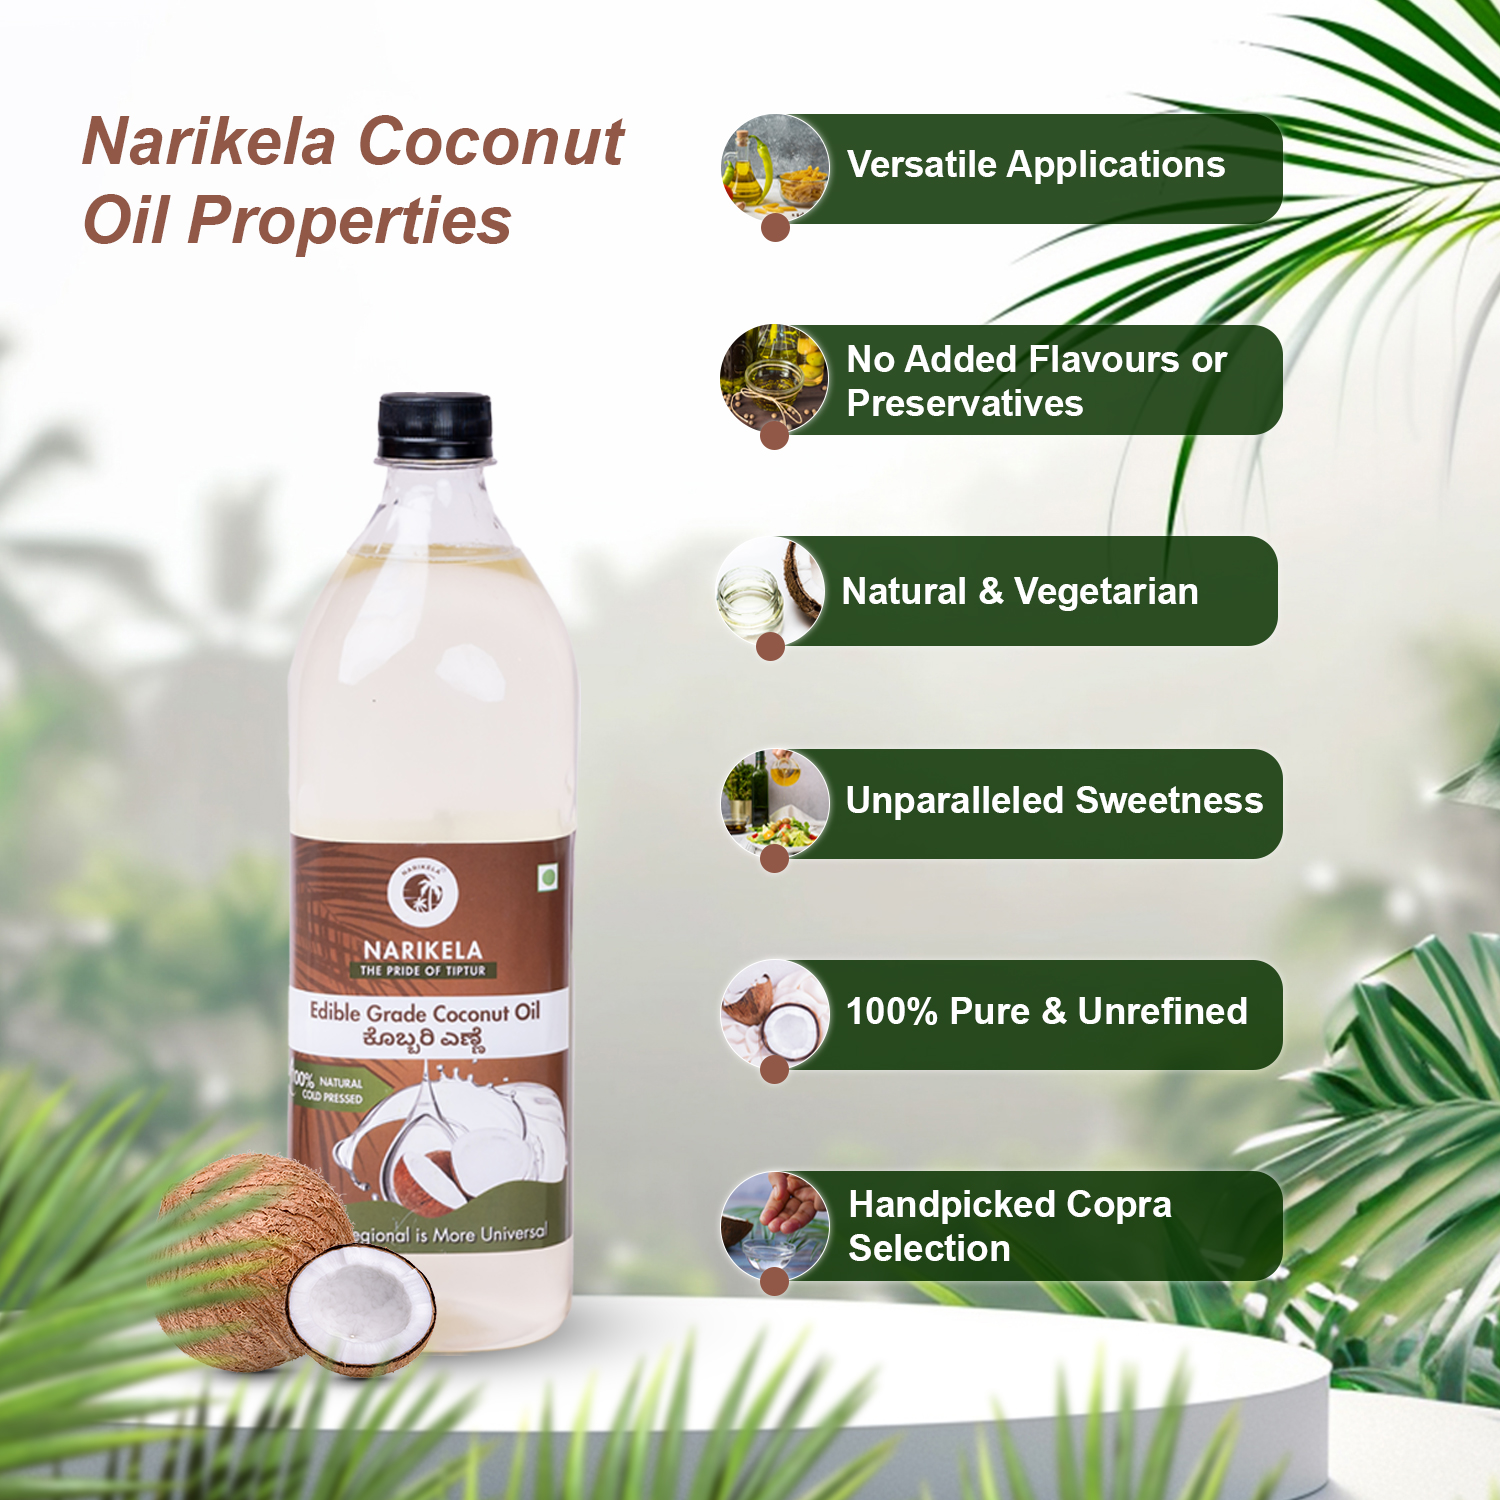 Narikela Coconut
Oil Properties
Versatile Applications
No Added Flavours or
Preservatives
Natural & Vegetarian
Unparalleled Sweetness
100% Pure & Unrefined
Handpicked Copra
Selection
NARIKELA
NARIKELA
THE PRIDE OF TIPTUR
Edible Grade Coconut Oil
ಕೊಬ್ಬರಿ ಎಣ್ಣೆ
100% NATURAL
COLD PRESSED
is More Universal